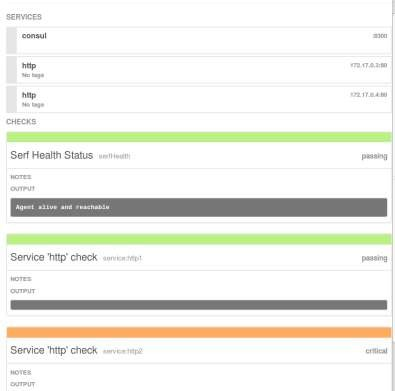 SERVICES
consul :8300
http 172.17.0.3:80
No tags
http 172.17.0.4:80
No tags
CHECKS
Serf Health Status serfHealth passing
NOTES
OUTPUT
Agent alive and reachable
Service 'http' check service:http1 passing
NOTES
OUTPUT
Service 'http' check service:http2 critical
NOTES
OUTPUT